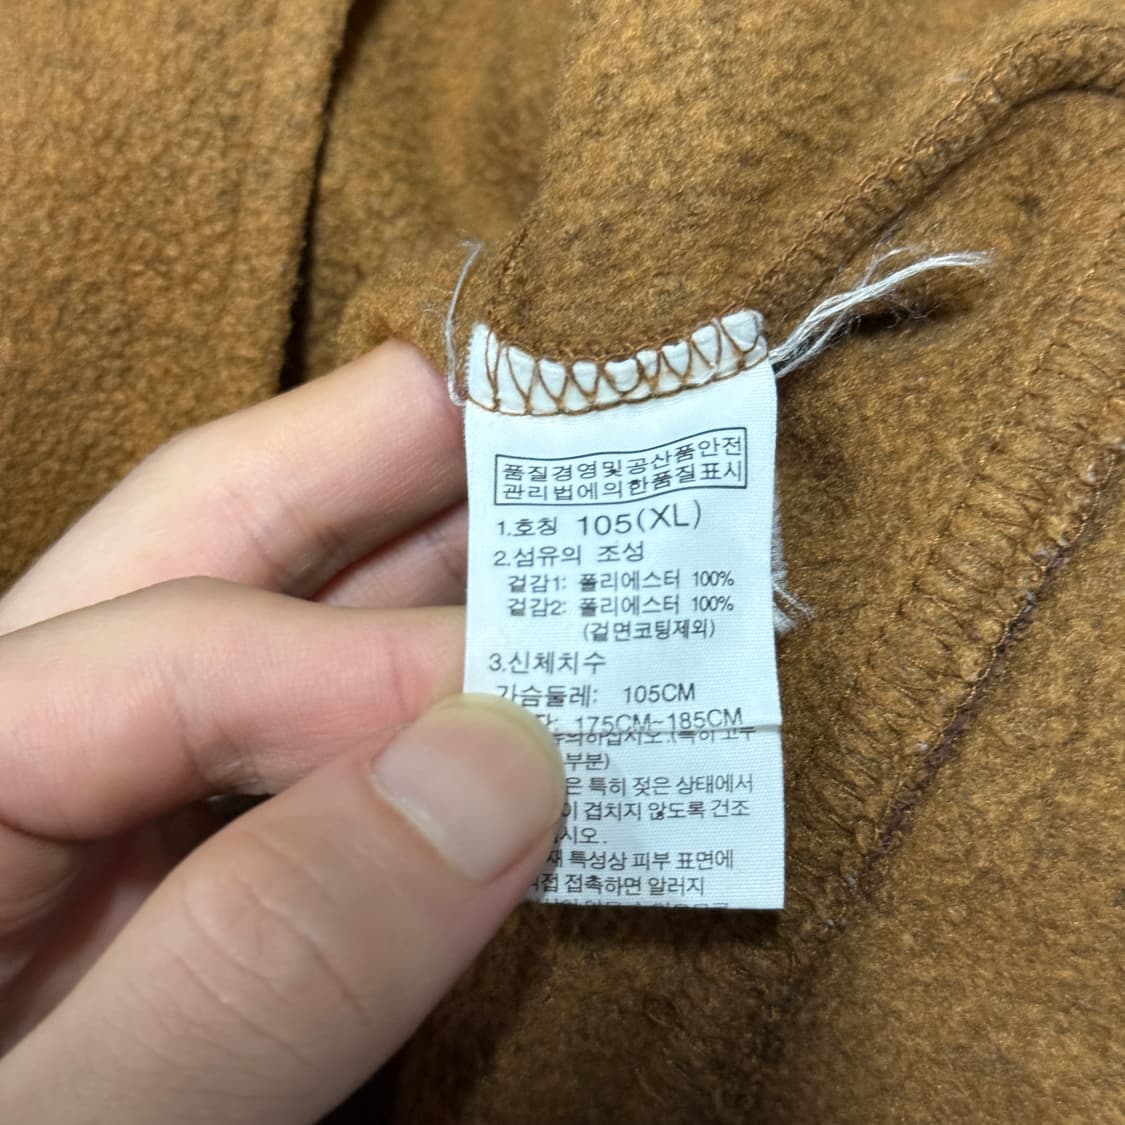 품질경영및공산품안전
관리법에의한품질표시
1.호칭 105(XL)
2.섬유의 조성
겉감1: 폴리에스터 100%
겉감2: 폴리에스터 100%
(겉면코팅제외)
3.신체치수
가슴둘레: 105CM
175CM~185CM
(특히 고무
부분)
은 특히 젖은 상태에서
이 겹치지 않도록 건조
시오.
특성상 피부 표면에
접촉하면 알러지